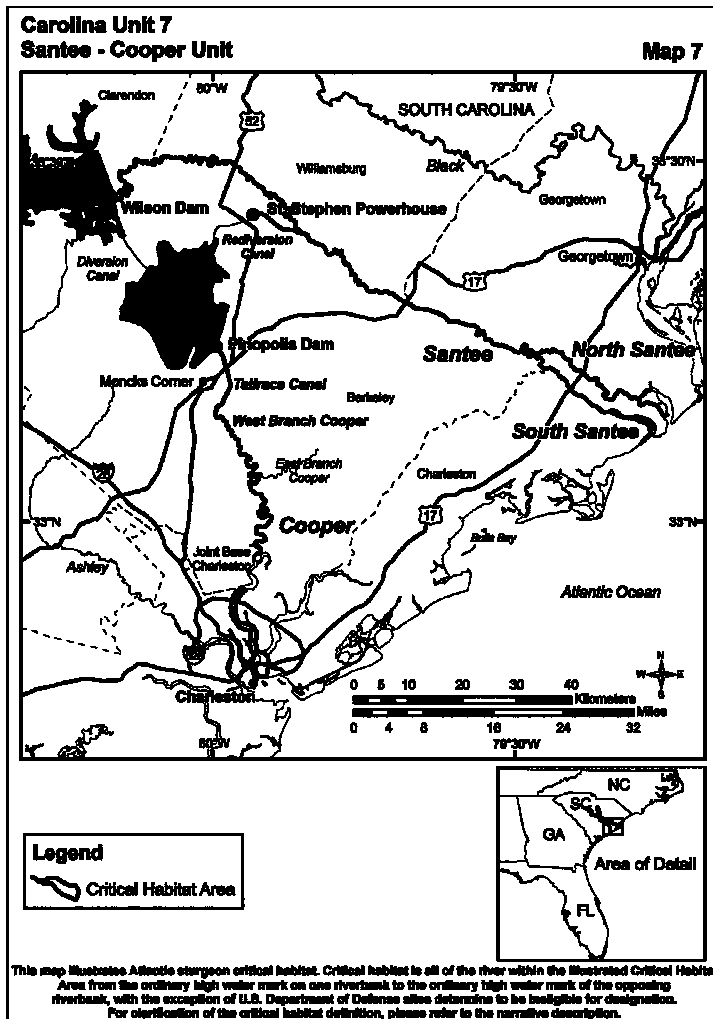 Carolina Unit 7
Santee - Cooper Unit
Map 7
80°W
79°30'W
Clarendon
52
SOUTH CAROLINA
33°30'N
Williamsburg
Black
Georgetown
Wilson Dam
St. Stephen Powerhouse
Rediversion
Canal
Diversion
Canal
Georgetown
17
Pinopolis Dam
Santee
North Santee
Moncks Corner
Tailrace Canal
Berkeley
West Branch Cooper
South Santee
East Branch
Cooper
26
Charleston
17
33°N
Cooper
33°N
Bulls Bay
Joint Base
Charleston
Ashley
Atlantic Ocean
N
W E
S
Charleston
0 5 10 20 30 40
Kilometers
Miles
0 4 8 16 24 32
80°W
79°30'W
NC
SC
GA
Area of Detail
FL
Legend
Critical Habitat Area
This map illustrates Atlantic sturgeon critical habitat. Critical habitat is all of the river within the illustrated Critical Habitat
Area from the ordinary high water mark on one riverbank to the ordinary high water mark of the opposing
riverbank, with the exception of U.S. Department of Defense sites determine to be ineligible for designation.
For clarification of the critical habitat definition, please refer to the narrative description.